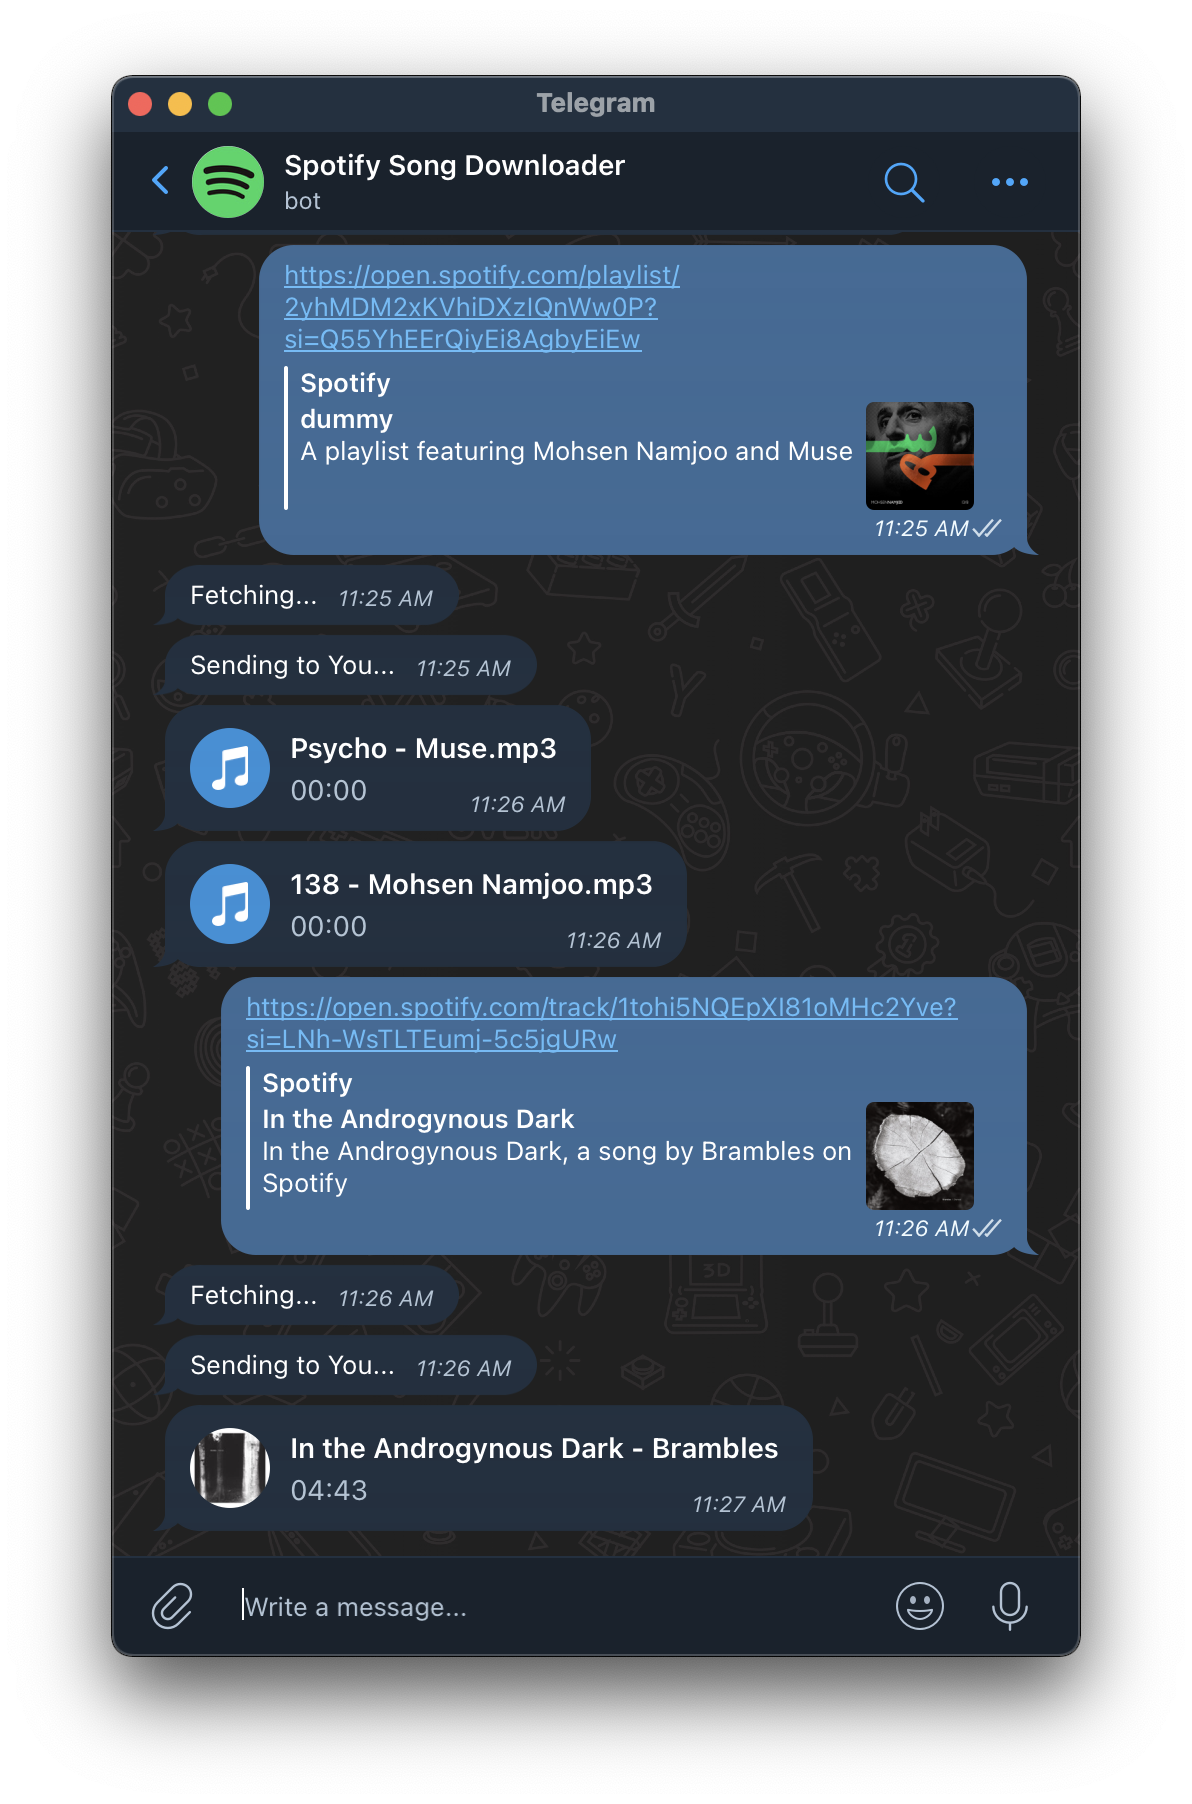 Telegram
Spotify Song Downloader
bot
https://open.spotify.com/playlist/
2yhMDM2xKVhiDXzIQnWw0P?
si=Q55YhEErQiyEi8AgbyEiEw
Spotify
dummy
A playlist featuring Mohsen Namjoo and Muse
MOHSEN NAMJOO
138
11:25 AM
Fetching... 11:25 AM
Sending to You... 11:25 AM
Psycho - Muse.mp3
00:00
11:26 AM
138 - Mohsen Namjoo.mp3
00:00
11:26 AM
https://open.spotify.com/track/1tohi5NQEpXI81oMHc2Yve?
si=LNh-WsTLTEumj-5c5jgURw
Spotify
In the Androgynous Dark
In the Androgynous Dark, a song by Brambles on
Spotify
11:26 AM
Fetching... 11:26 AM
Sending to You... 11:26 AM
In the Androgynous Dark - Brambles
04:43
11:27 AM
Write a message...